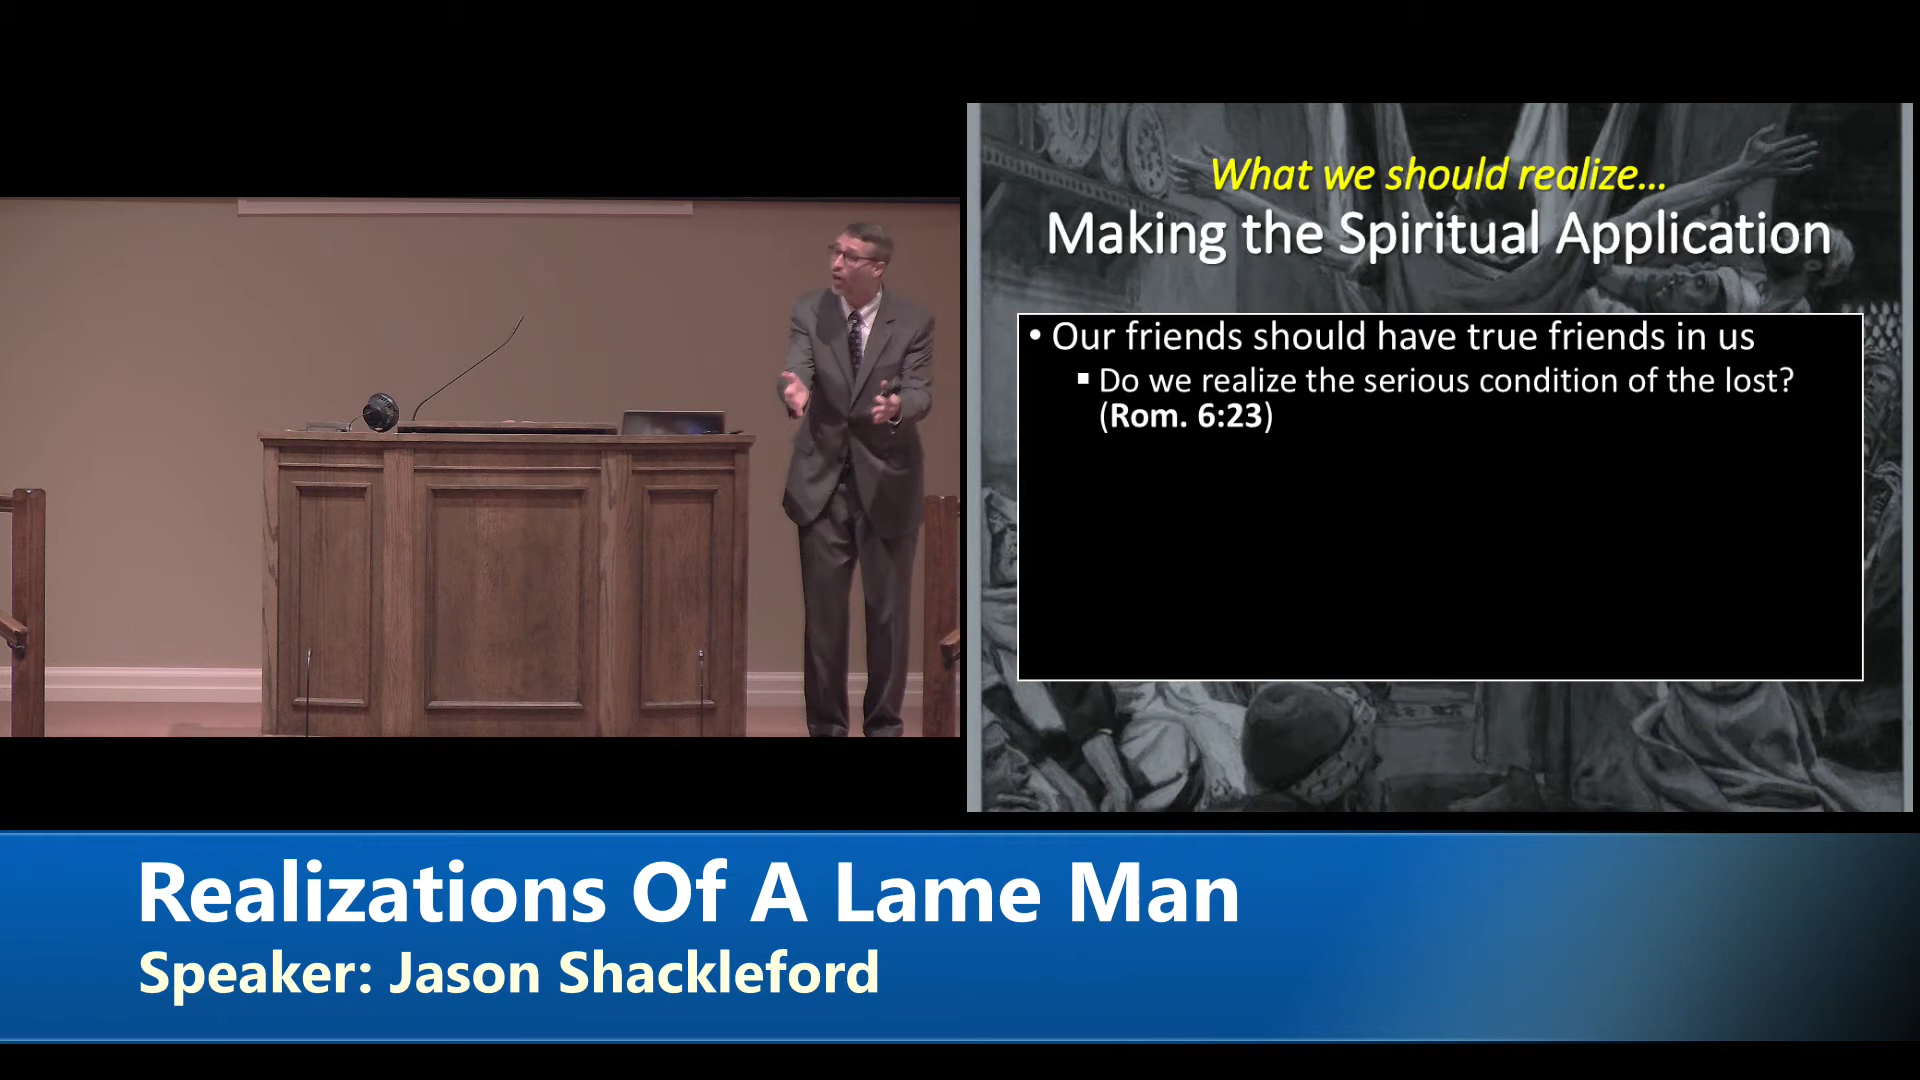 What we should realize...
Making the Spiritual Application
• Our friends should have true friends in us
▪ Do we realize the serious condition of the lost?
(Rom. 6:23)
Realizations Of A Lame Man
Speaker: Jason Shackleford